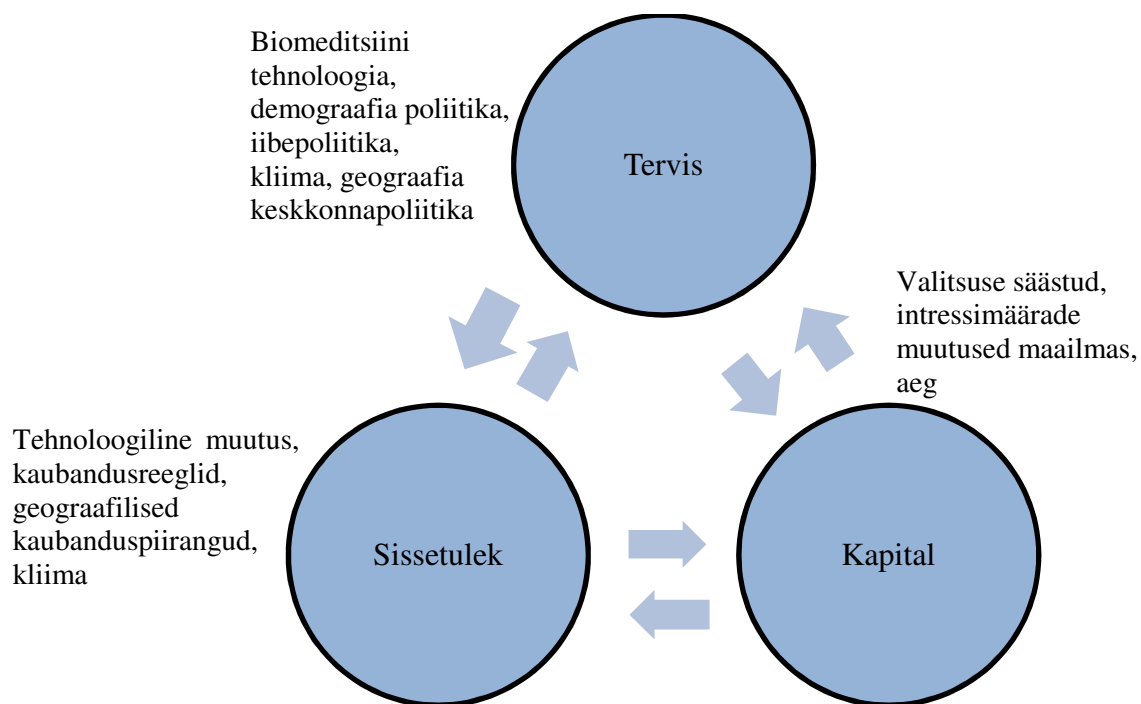 Biomeditsiini
tehnoloogia,
demograafia poliitika,
iibepoliitika,
kliima, geograafia
keskkonnapoliitika
Tervis
Valitsuse säästud,
intressimäärade
muutused maailmas,
aeg
Tehnoloogiline muutus,
kaubandusreeglid,
geograafilised
kaubanduspiirangud,
kliima
Sissetulek
Kapital